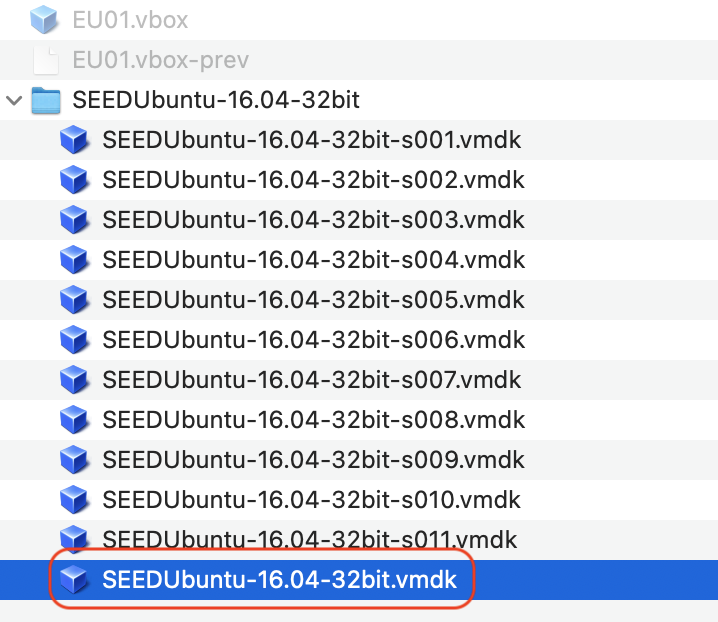 EU01.vbox
EU01.vbox-prev
SEEDUbuntu-16.04-32bit
SEEDUbuntu-16.04-32bit-s001.vmdk
SEEDUbuntu-16.04-32bit-s002.vmdk
SEEDUbuntu-16.04-32bit-s003.vmdk
SEEDUbuntu-16.04-32bit-s004.vmdk
SEEDUbuntu-16.04-32bit-s005.vmdk
SEEDUbuntu-16.04-32bit-s006.vmdk
SEEDUbuntu-16.04-32bit-s007.vmdk
SEEDUbuntu-16.04-32bit-s008.vmdk
SEEDUbuntu-16.04-32bit-s009.vmdk
SEEDUbuntu-16.04-32bit-s010.vmdk
SEEDUbuntu-16.04-32bit-s011.vmdk
SEEDUbuntu-16.04-32bit.vmdk